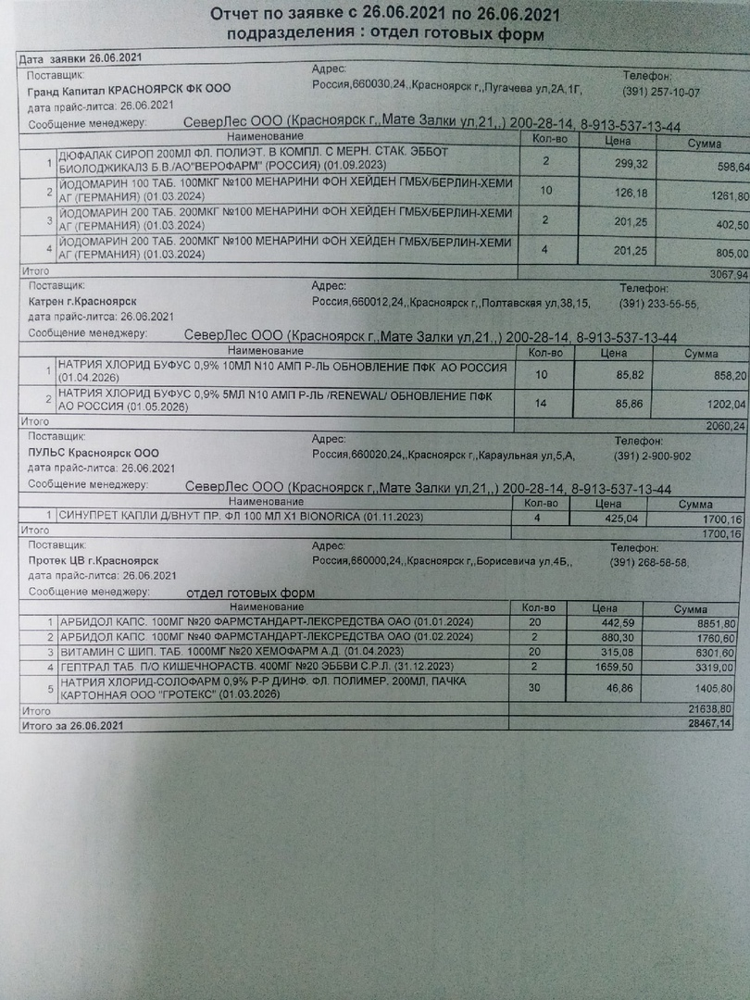 Отчет по заявке с 26.06.2021 по 26.06.2021
подразделения : отдел готовых форм
Дата заявки 26.06.2021
Поставщик: Адрес: Телефон:
Гранд Капитал КРАСНОЯРСК ФК ООО Россия,660030,24,,Красноярск г,,Пугачева ул,2А,1Г, (391) 257-10-07
дата прайс-литса: 26.06.2021
Сообщение менеджеру: СеверЛес ООО (Красноярск г,,Мате Залки ул,21,,) 200-28-14, 8-913-537-13-44
Наименование Кол-во Цена Сумма
1 ДЮФАЛАК СИРОП 200МЛ ФЛ. ПОЛИЭТ. В КОМПЛ. С МЕРН. СТАК. ЭББОТ 2 299,32 598,64
БИОЛОДЖИКАЛЗ Б.В./АО"ВЕРОФАРМ" (РОССИЯ) (01.09.2023)
2 ЙОДОМАРИН 100 ТАБ. 100МКГ №100 МЕНАРИНИ ФОН ХЕЙДЕН ГМБХ/БЕРЛИН-ХЕМИ 10 126,18 1261,80
АГ (ГЕРМАНИЯ) (01.03.2024)
3 ЙОДОМАРИН 200 ТАБ. 200МКГ №100 МЕНАРИНИ ФОН ХЕЙДЕН ГМБХ/БЕРЛИН-ХЕМИ 2 201,25 402,50
АГ (ГЕРМАНИЯ) (01.03.2024)
4 ЙОДОМАРИН 200 ТАБ. 200МКГ №100 МЕНАРИНИ ФОН ХЕЙДЕН ГМБХ/БЕРЛИН-ХЕМИ 4 201,25 805,00
АГ (ГЕРМАНИЯ) (01.03.2024)
Итого 3067,94
Поставщик: Адрес: Телефон:
Катрен г.Красноярск Россия,660012,24,,Красноярск г,,Полтавская ул,38,15, (391) 233-55-55,
дата прайс-литса: 26.06.2021
Сообщение менеджеру: СеверЛес ООО (Красноярск г,,Мате Залки ул,21,,) 200-28-14, 8-913-537-13-44
Наименование Кол-во Цена Сумма
1 НАТРИЯ ХЛОРИД БУФУС 0,9% 10МЛ N10 АМП Р-ЛЬ ОБНОВЛЕНИЕ ПФК АО РОССИЯ 10 85,82 858,20
(01.04.2026)
2 НАТРИЯ ХЛОРИД БУФУС 0,9% 5МЛ N10 АМП Р-ЛЬ /RENEWAL/ ОБНОВЛЕНИЕ ПФК 14 85,86 1202,04
АО РОССИЯ (01.05.2026)
Итого 2060,24
Поставщик: Адрес: Телефон:
ПУЛЬС Красноярск ООО Россия,660020,24,,Красноярск г,,Караульная ул,5,А, (391) 2-900-902
дата прайс-литса: 26.06.2021
Сообщение менеджеру: СеверЛес ООО (Красноярск г,,Мате Залки ул,21,,) 200-28-14, 8-913-537-13-44
Наименование Кол-во Цена Сумма
1 СИНУПРЕТ КАПЛИ Д/ВНУТ ПР. ФЛ 100 МЛ X1 BIONORICA (01.11.2023) 4 425,04 1700,16
Итого 1700,16
Поставщик: Адрес: Телефон:
Протек ЦВ г.Красноярск Россия,660000,24,,Красноярск г,,Борисевича ул.4Б,, (391) 268-58-58,
дата прайс-литса: 26.06.2021
Сообщение менеджеру: отдел готовых форм
Наименование Кол-во Цена Сумма
1 АРБИДОЛ КАПС. 100МГ №20 ФАРМСТАНДАРТ-ЛЕКСРЕДСТВА ОАО (01.01.2024) 20 442,59 8851,80
2 АРБИДОЛ КАПС. 100МГ №40 ФАРМСТАНДАРТ-ЛЕКСРЕДСТВА ОАО (01.02.2024) 2 880,30 1760,60
3 ВИТАМИН С ШИП. ТАБ. 1000МГ №20 ХЕМОФАРМ А.Д. (01.04.2023) 20 315,08 6301,60
4 ГЕПТРАЛ ТАБ. П/О КИШЕЧНОРАСТВ. 400МГ №20 ЭББВИ С.Р.Л. (31.12.2023) 2 1659,50 3319,00
5 НАТРИЯ ХЛОРИД-СОЛОФАРМ 0,9% Р-Р Д/ИНФ. ФЛ. ПОЛИМЕР. 200МЛ, ПАЧКА 30 46,86 1405,80
КАРТОННАЯ ООО "ГРОТЕКС" (01.03.2026)
Итого 21638,80
Итого за 26.06.2021 28467,14